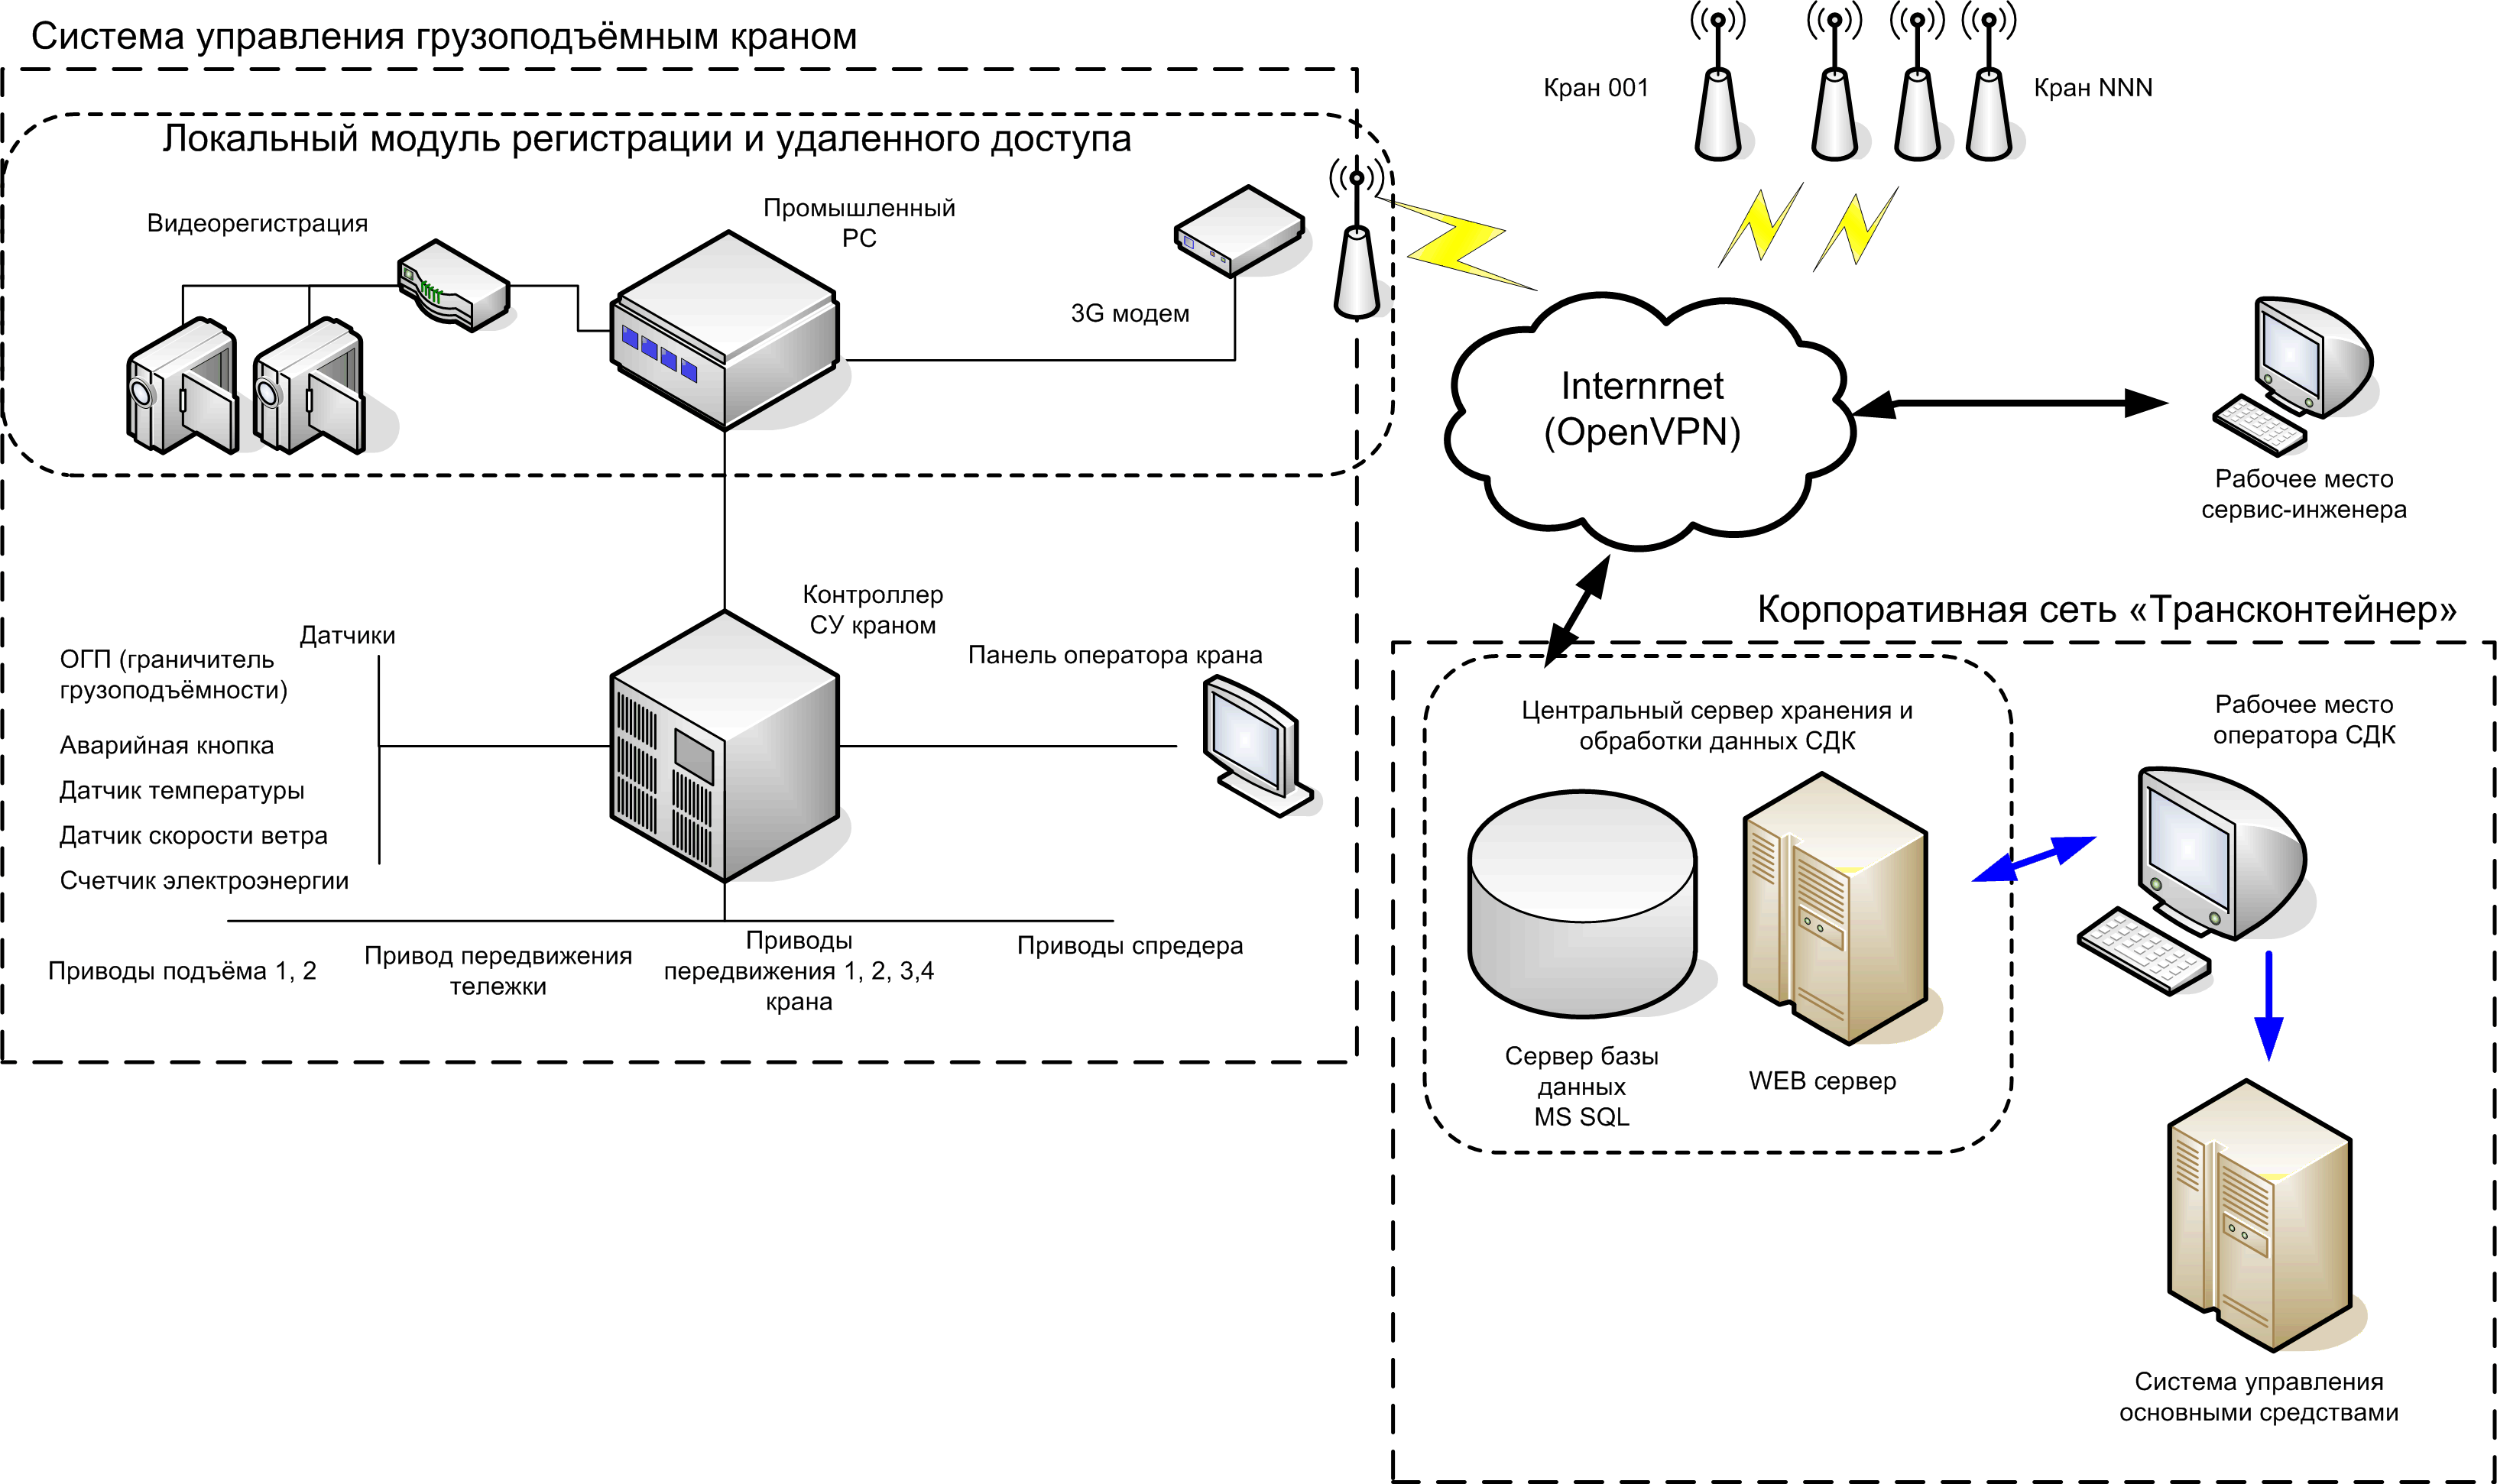 Система управления грузоподъёмным краном
Локальный модуль регистрации и удаленного доступа
Видеорегистрация
Промышленный
PC
3G модем
Кран 001
Кран NNN
Internrnet
(OpenVPN)
Рабочее место
сервис-инженера
Контроллер
СУ краном
Датчики
ОГП (граничитель
грузоподъёмности)
Аварийная кнопка
Датчик температуры
Датчик скорости ветра
Счетчик электроэнергии
Панель оператора крана
Приводы подъёма 1, 2
Привод передвижения
тележки
Приводы
передвижения 1, 2, 3,4
крана
Приводы спредера
Корпоративная сеть «Трансконтейнер»
Центральный сервер хранения и
обработки данных СДК
Сервер базы
данных
MS SQL
WEB сервер
Рабочее место
оператора СДК
Система управления
основными средствами